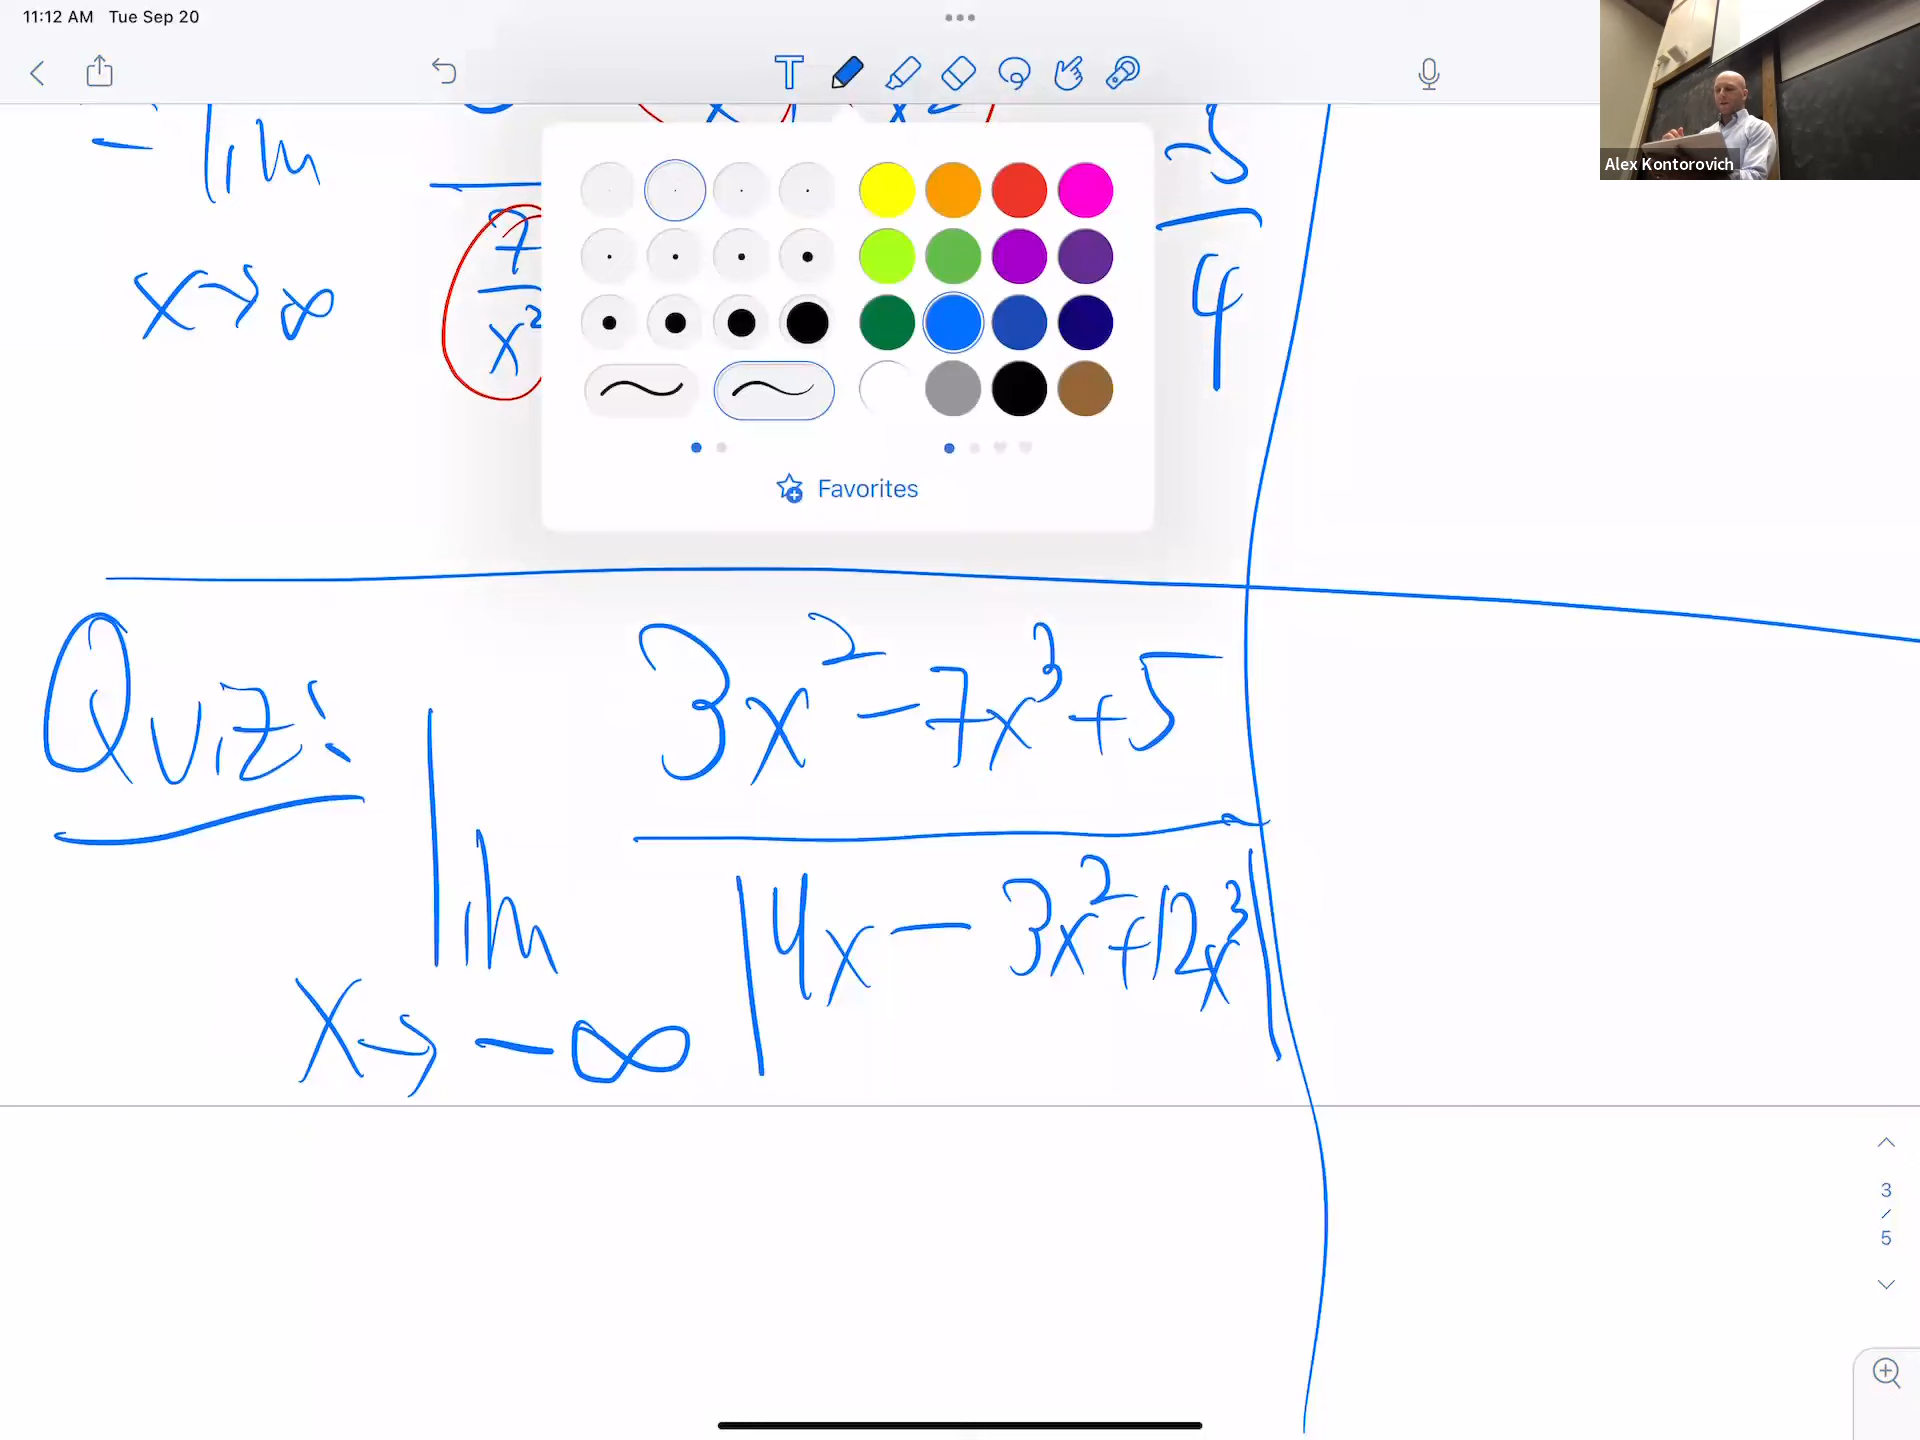 11:12 AM Tue Sep 20
Alex Kontorovich
= lim
x→∞
7
x²
-5
4
Favorites
Quiz:
lim
x→ -∞
3x² - 7x³ + 5
|4x - 3x² + 12x³|
3
/
5